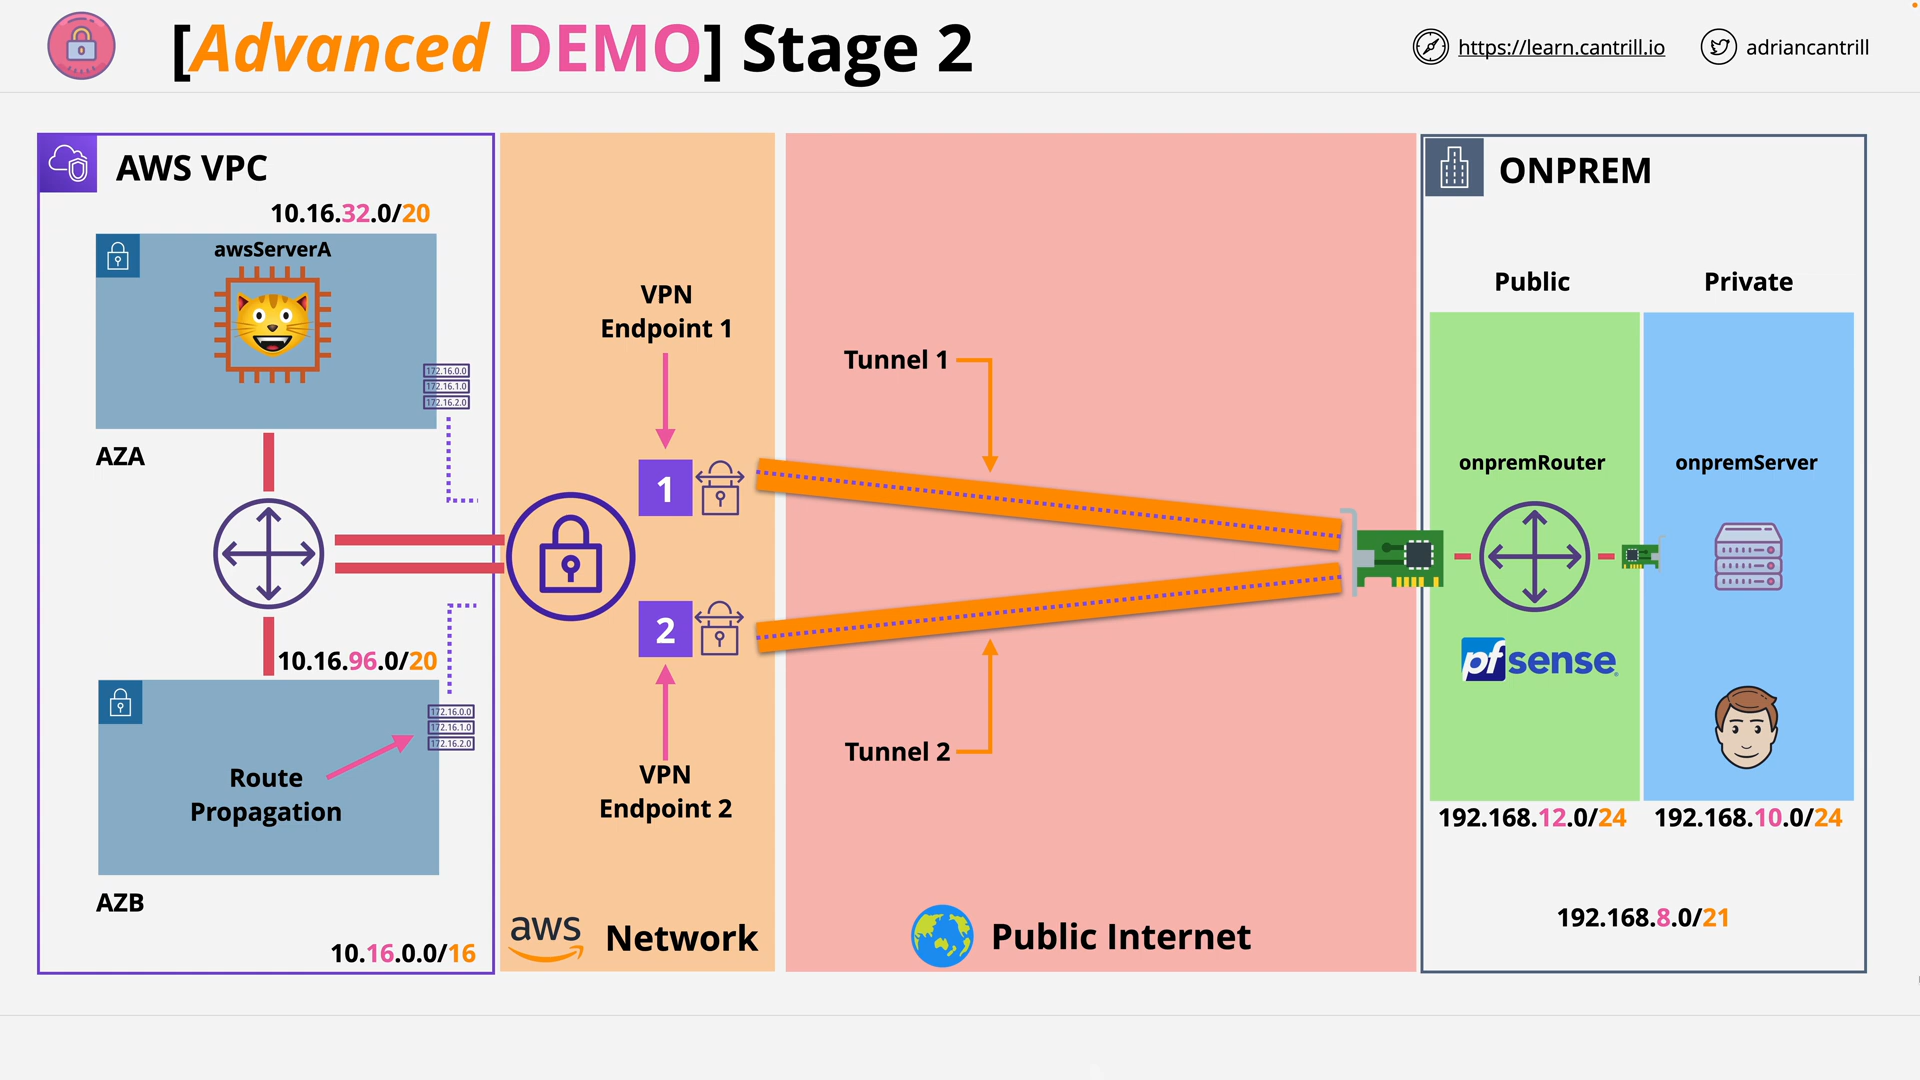 [Advanced DEMO] Stage 2
https://learn.cantrill.io
adriancantrill
AWS VPC
10.16.32.0/20
awsServerA
172.16.0.0
172.16.1.0
172.16.2.0
AZA
10.16.96.0/20
172.16.0.0
172.16.1.0
172.16.2.0
Route
Propagation
AZB
10.16.0.0/16
VPN
Endpoint 1
1
2
VPN
Endpoint 2
aws
Network
Tunnel 1
Tunnel 2
Public Internet
ONPREM
Public
Private
onpremRouter
onpremServer
pfsense
192.168.12.0/24
192.168.10.0/24
192.168.8.0/21